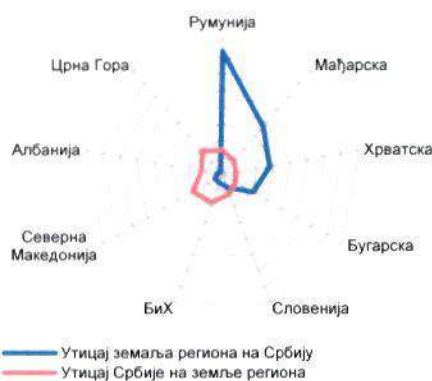 Румунија
Црна Гора
Мађарска
Албанија
Хрватска
Северна
Македонија
Бугарска
БиХ
Словенија
Утицај земаља региона на Србију
Утицај Србије на земље региона